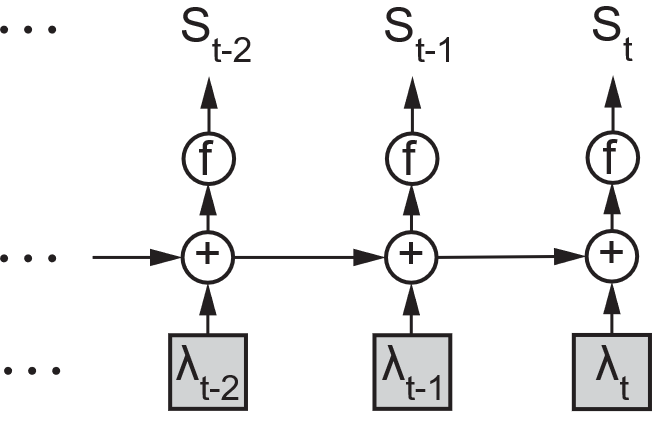 ... S_{t-2} S_{t-1} S_t
f f f
... + + +
... λ_{t-2} λ_{t-1} λ_t